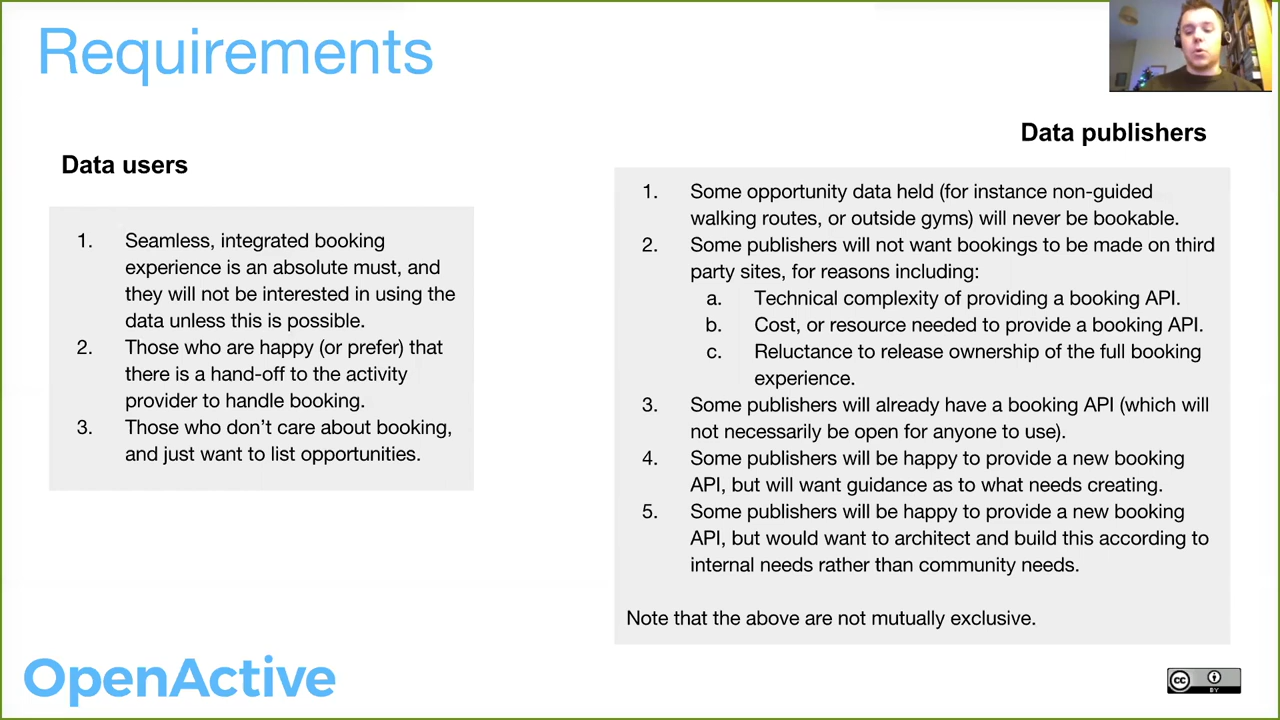 Requirements
Data users
1. Seamless, integrated booking
experience is an absolute must, and
they will not be interested in using the
data unless this is possible.
2. Those who are happy (or prefer) that
there is a hand-off to the activity
provider to handle booking.
3. Those who don't care about booking,
and just want to list opportunities.
Data publishers
1. Some opportunity data held (for instance non-guided
walking routes, or outside gyms) will never be bookable.
2. Some publishers will not want bookings to be made on third
party sites, for reasons including:
a. Technical complexity of providing a booking API.
b. Cost, or resource needed to provide a booking API.
c. Reluctance to release ownership of the full booking
experience.
3. Some publishers will already have a booking API (which will
not necessarily be open for anyone to use).
4. Some publishers will be happy to provide a new booking
API, but will want guidance as to what needs creating.
5. Some publishers will be happy to provide a new booking
API, but would want to architect and build this according to
internal needs rather than community needs.
Note that the above are not mutually exclusive.
OpenActive
cc
BY